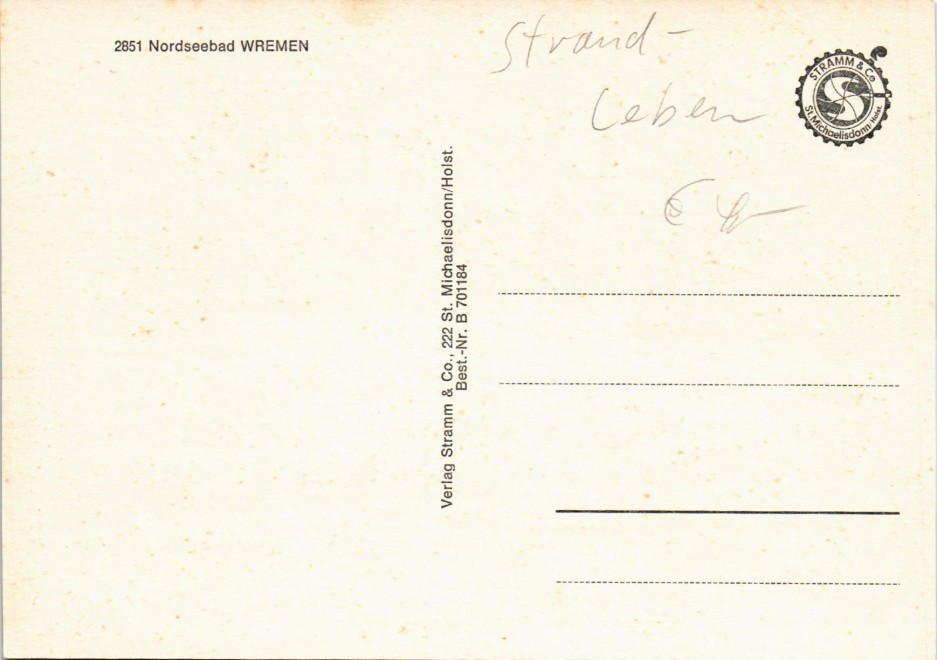 2851 Nordseebad WREMEN
Strand-
Leben
STRAMM & Co
St. Michaelisdonn/Holst.
Verlag Stramm & Co., 222 St. Michaelisdonn/Holst.
Best.-Nr. B 701184
€